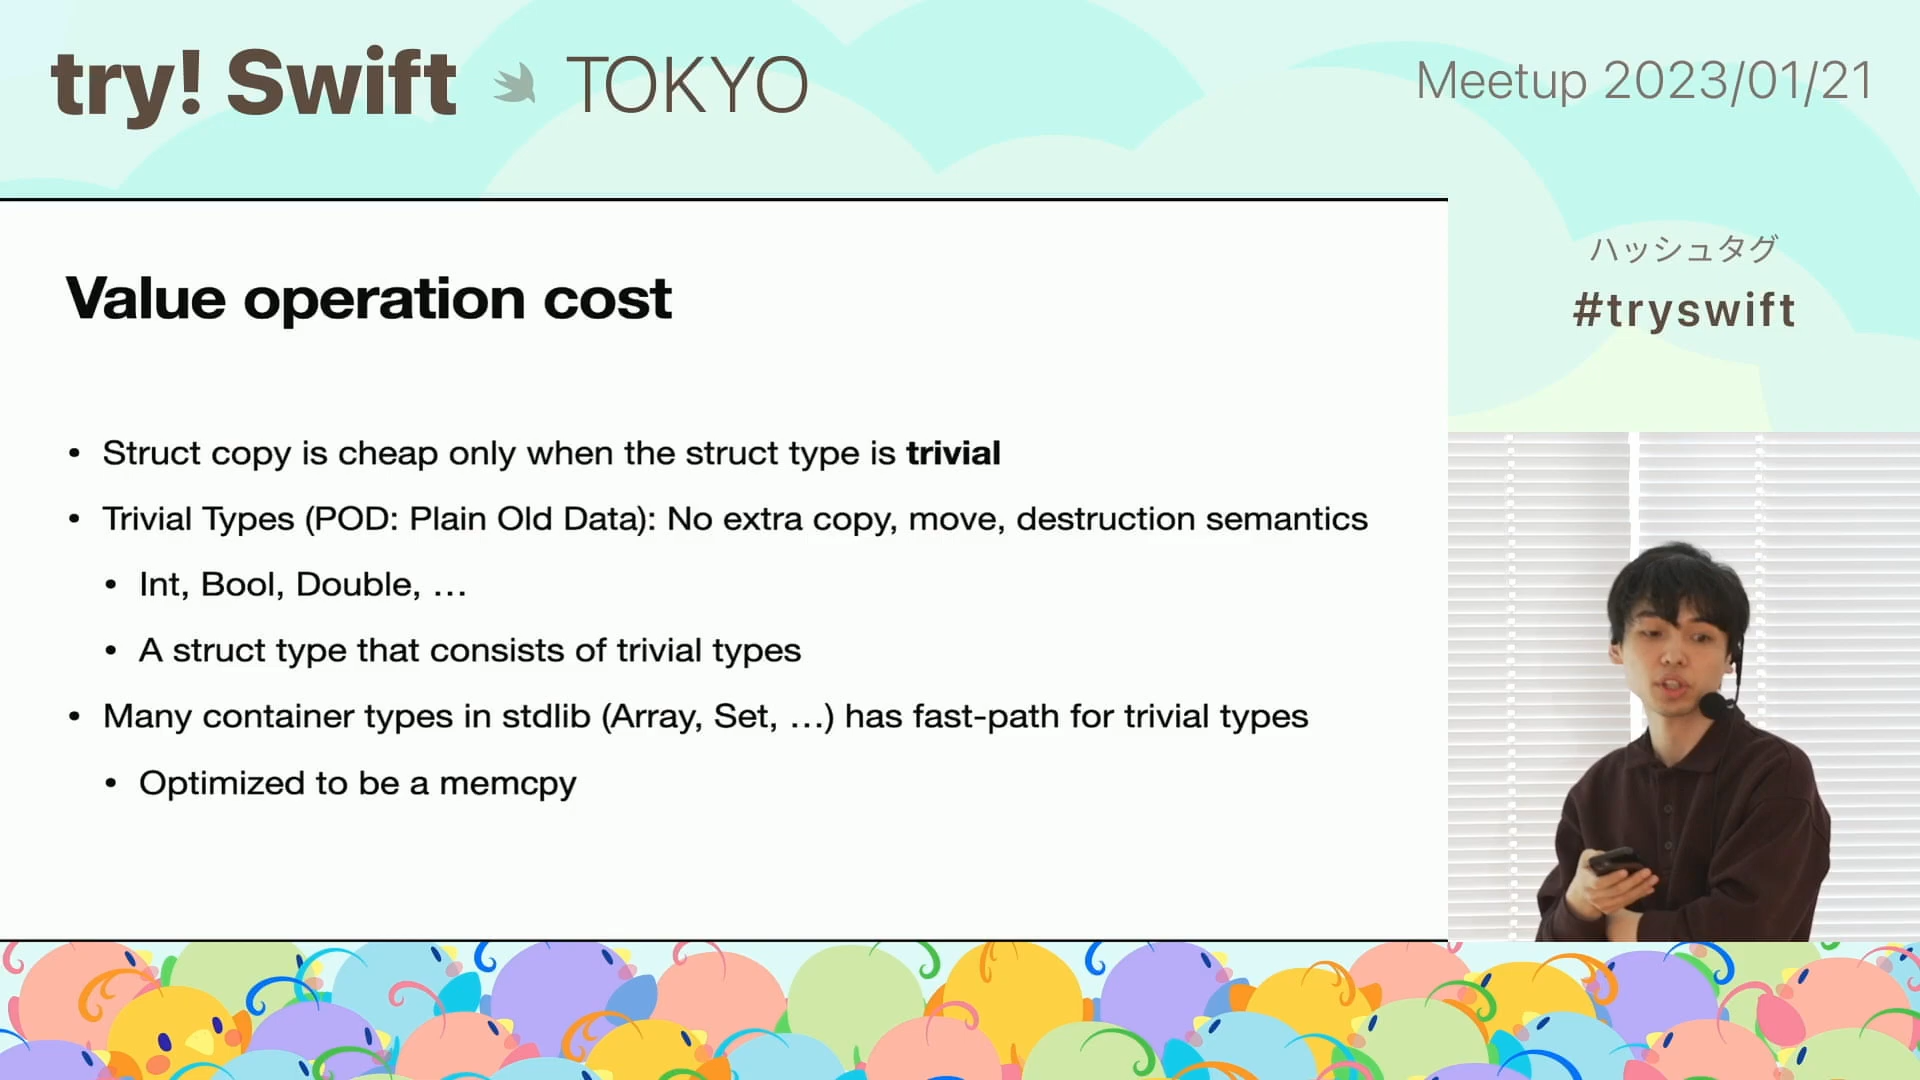 try! Swift TOKYO
Meetup 2023/01/21
ハッシュタグ
#tryswift
Value operation cost
• Struct copy is cheap only when the struct type is trivial
• Trivial Types (POD: Plain Old Data): No extra copy, move, destruction semantics
• Int, Bool, Double, …
• A struct type that consists of trivial types
• Many container types in stdlib (Array, Set, …) has fast-path for trivial types
• Optimized to be a memcpy